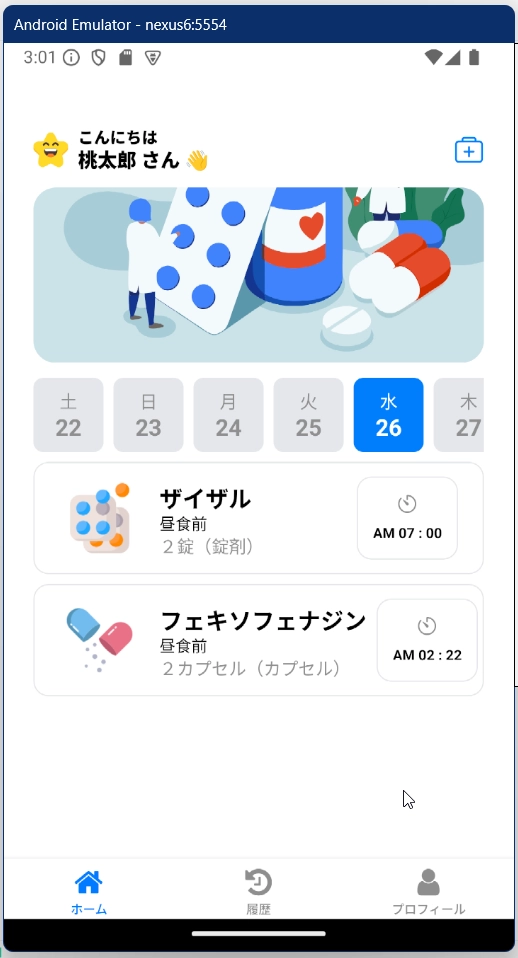 Android Emulator - nexus6:5554
3:01
こんにちは
桃太郎 さん 👋
土 日 月 火 水 木
22 23 24 25 26 27
ザイザル
昼食前
２錠（錠剤）
AM 07 : 00
フェキソフェナジン
昼食前
２カプセル（カプセル）
AM 02 : 22
ホーム 履歴 プロフィール